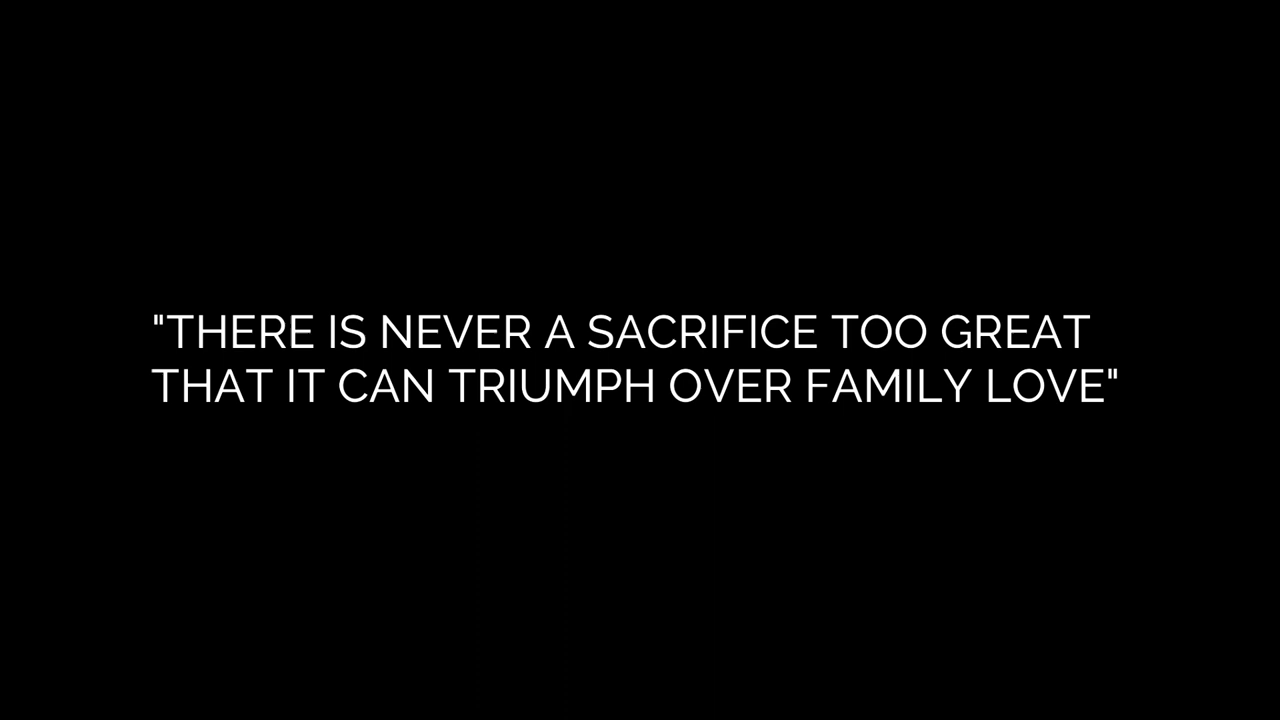 "THERE IS NEVER A SACRIFICE TOO GREAT
THAT IT CAN TRIUMPH OVER FAMILY LOVE"